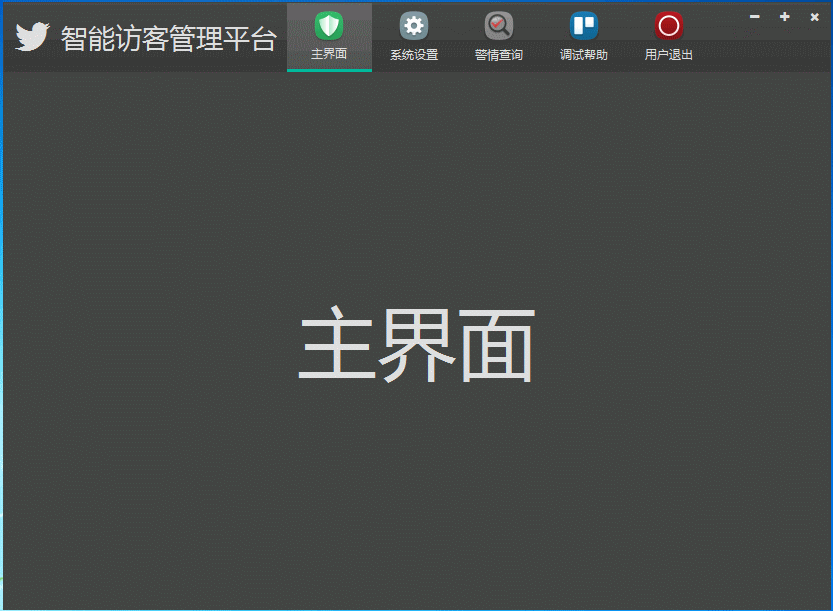 智能访客管理平台
主界面
系统设置
警情查询
调试帮助
用户退出
主界面